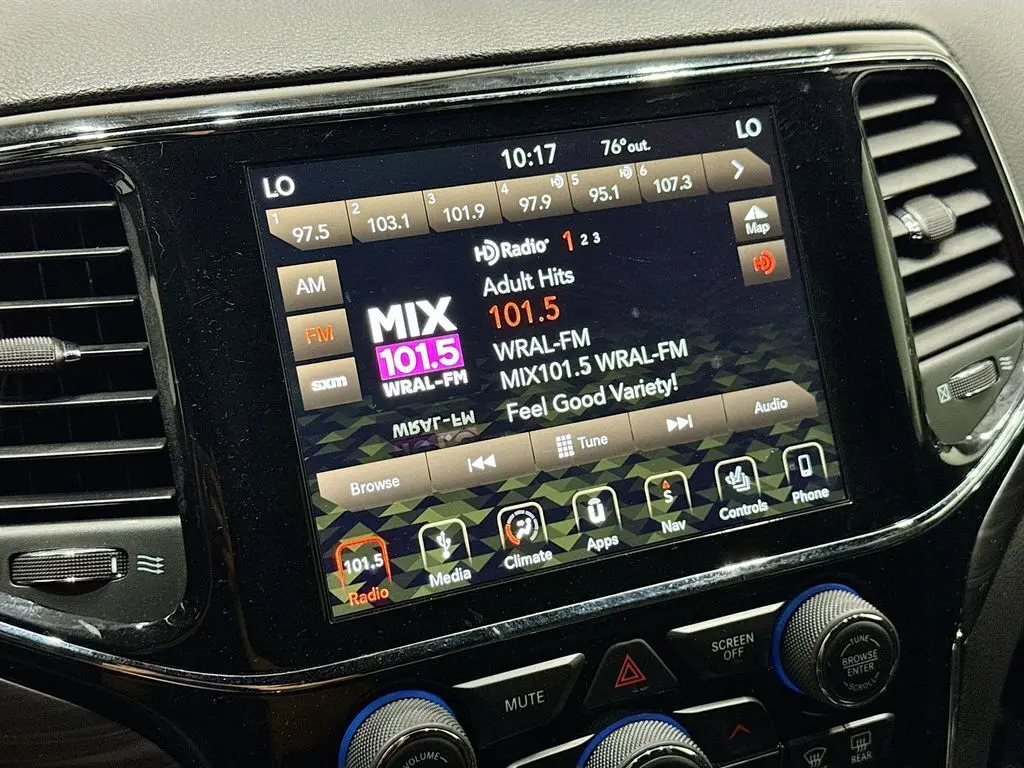 LO 10:17 76°out. LO
1 97.5 2 103.1 3 101.9 4 97.9 5 95.1 6 107.3
HD Radio 1 2 3
Map
AM
Adult Hits
FM
101.5
sxm
MIX
101.5
WRAL-FM
WRAL-FM
MIX101.5 WRAL-FM
Feel Good Variety!
WRAL-FM
Browse Tune Audio
101.5 Radio
Media
Climate
Apps
S Nav
Controls
Phone
SCREEN
OFF
MUTE
VOLUME
TUNE
BROWSE
ENTER
SCROLL
REAR